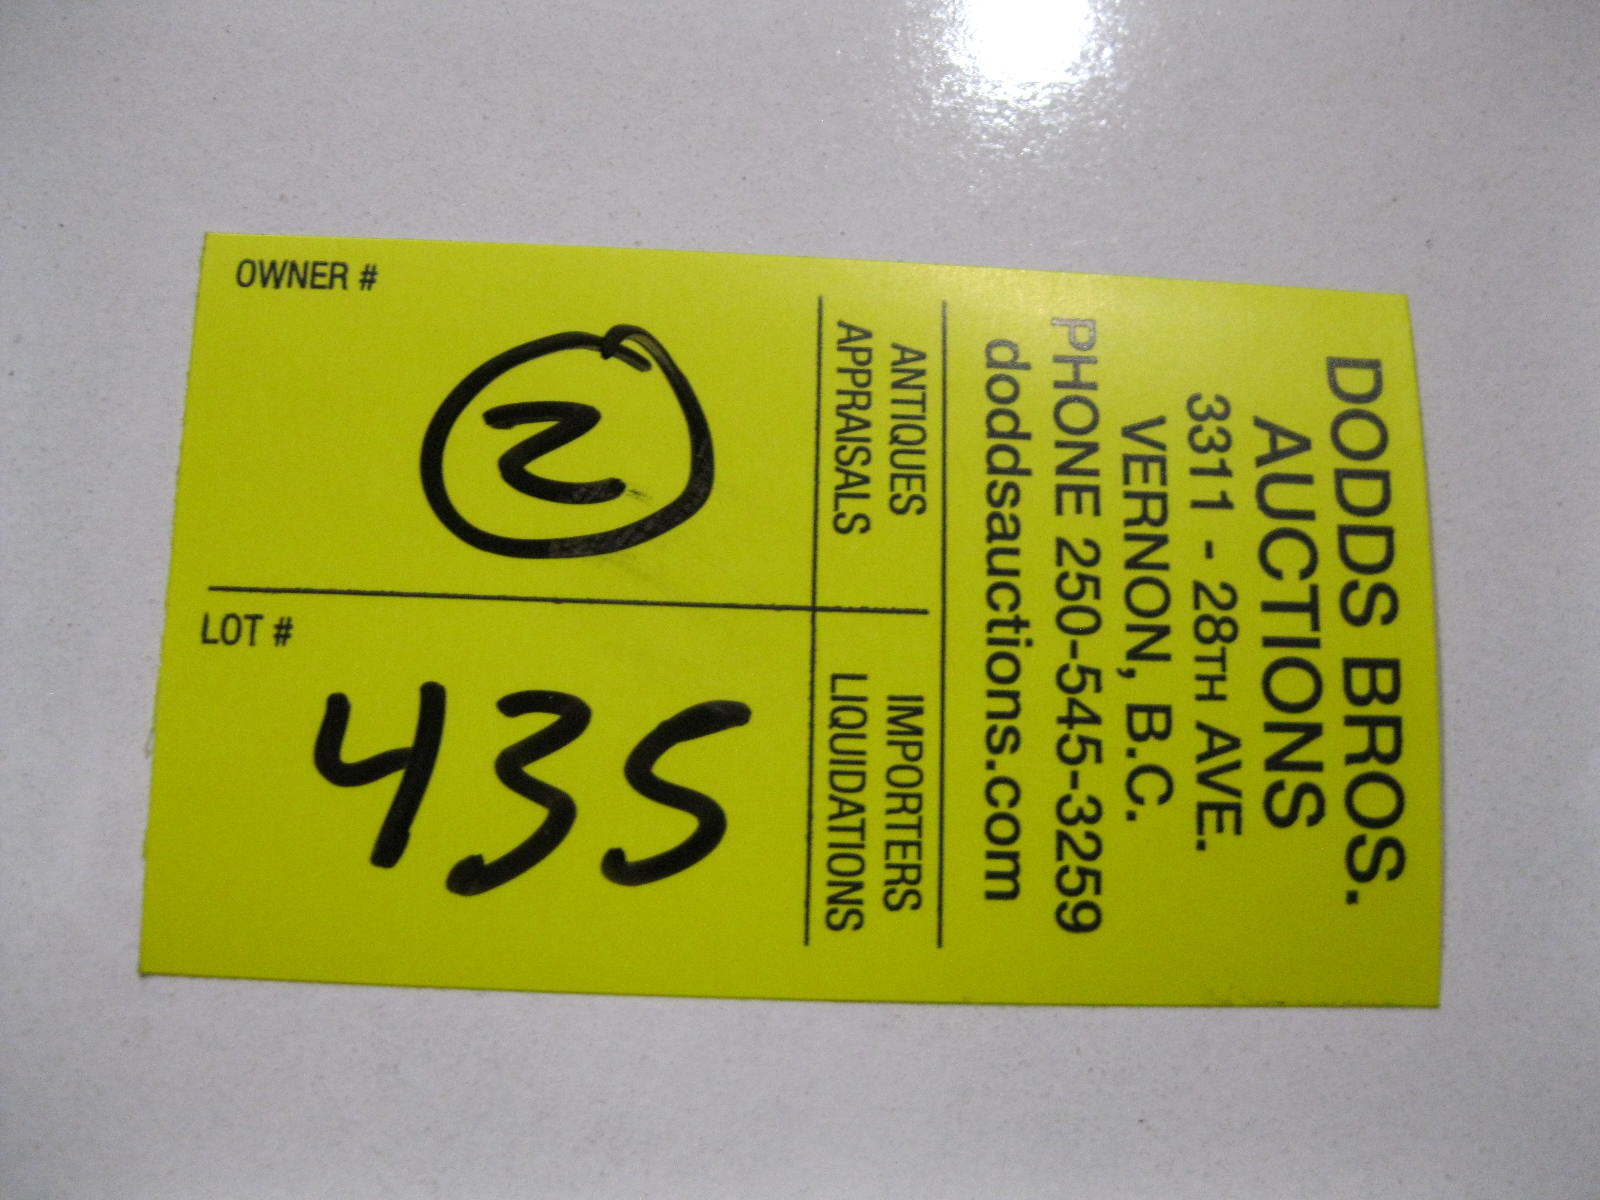 DODDS BROS.
AUCTIONS
3311 - 28TH AVE.
VERNON, B.C.
PHONE 250-545-3259
doddsauctions.com
ANTIQUES
APPRAISALS
IMPORTERS
LIQUIDATIONS
OWNER #
2
LOT #
435